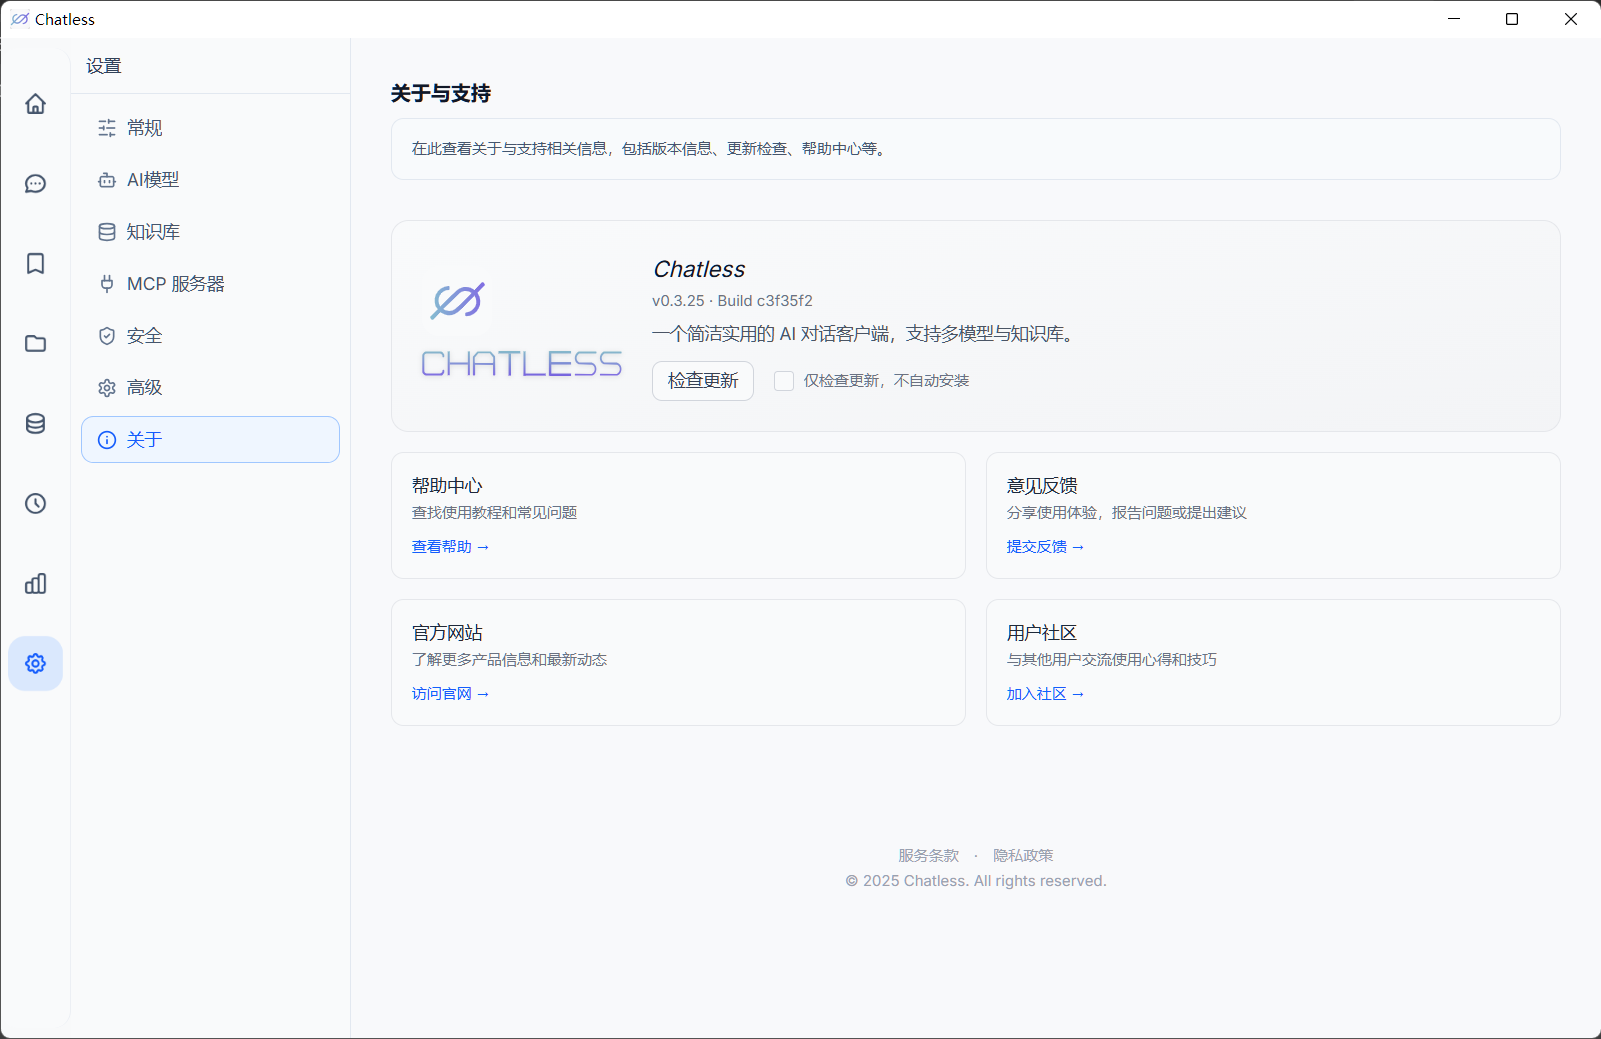 Chatless
设置
常规
AI模型
知识库
MCP 服务器
安全
高级
关于
关于与支持
在此查看关于与支持相关信息，包括版本信息、更新检查、帮助中心等。
CHATLESS
Chatless
v0.3.25 · Build c3f35f2
一个简洁实用的 AI 对话客户端，支持多模型与知识库。
检查更新
仅检查更新，不自动安装
帮助中心
查找使用教程和常见问题
查看帮助 →
意见反馈
分享使用体验，报告问题或提出建议
提交反馈 →
官方网站
了解更多产品信息和最新动态
访问官网 →
用户社区
与其他用户交流使用心得和技巧
加入社区 →
服务条款 · 隐私政策
© 2025 Chatless. All rights reserved.